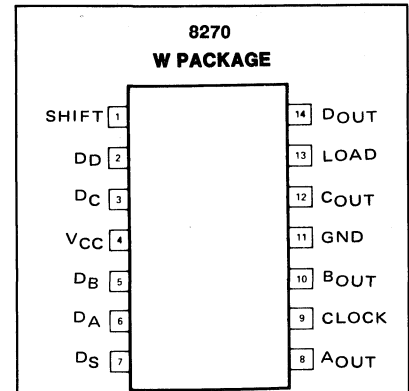 8270
W PACKAGE
SHIFT 1 14 DOUT
DD 2 13 LOAD
DC 3 12 COUT
VCC 4 11 GND
DB 5 10 BOUT
DA 6 9 CLOCK
DS 7 8 AOUT